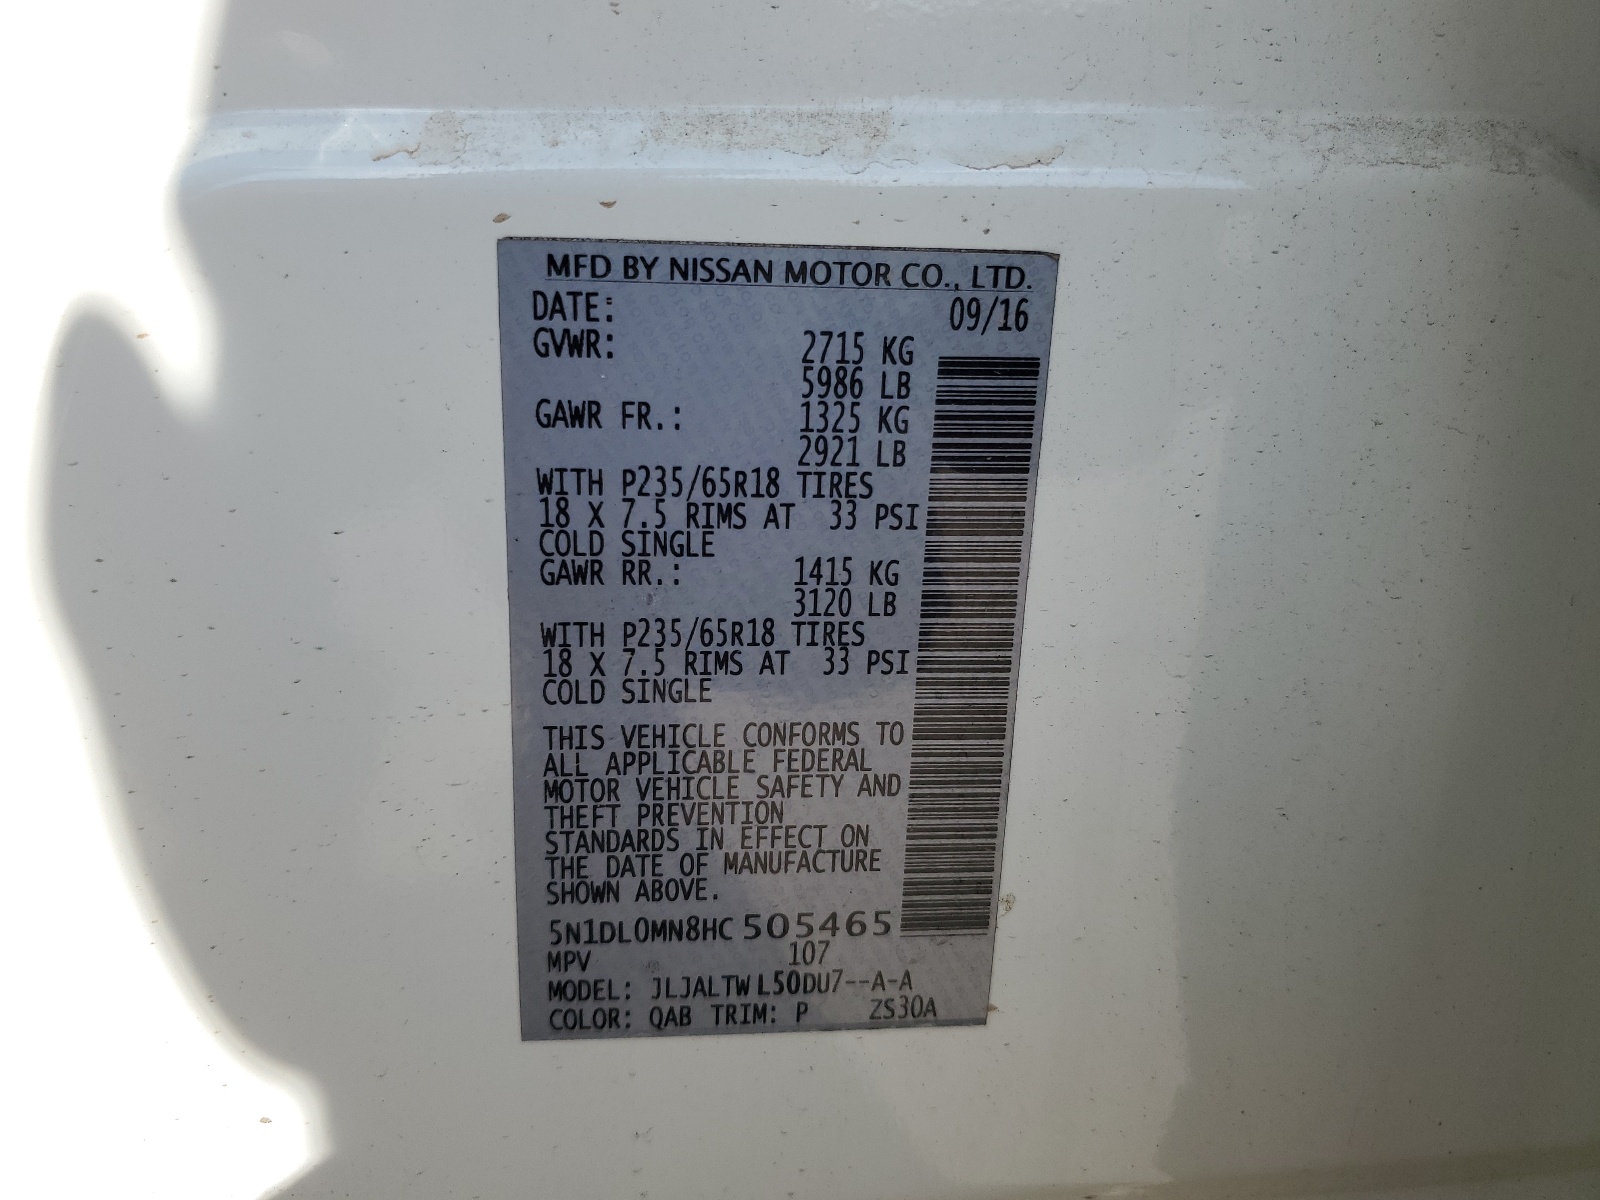 MFD BY NISSAN MOTOR CO., LTD.
DATE: 09/16
GVWR: 2715 KG
5986 LB
GAWR FR.: 1325 KG
2921 LB
WITH P235/65R18 TIRES
18 X 7.5 RIMS AT 33 PSI
COLD SINGLE
GAWR RR.: 1415 KG
3120 LB
WITH P235/65R18 TIRES
18 X 7.5 RIMS AT 33 PSI
COLD SINGLE
THIS VEHICLE CONFORMS TO
ALL APPLICABLE FEDERAL
MOTOR VEHICLE SAFETY AND
THEFT PREVENTION
STANDARDS IN EFFECT ON
THE DATE OF MANUFACTURE
SHOWN ABOVE.
5N1DL0MN8HC 505465
MPV 107
MODEL: JLJALTWL50DU7--A-A
COLOR: QAB TRIM: P ZS30A